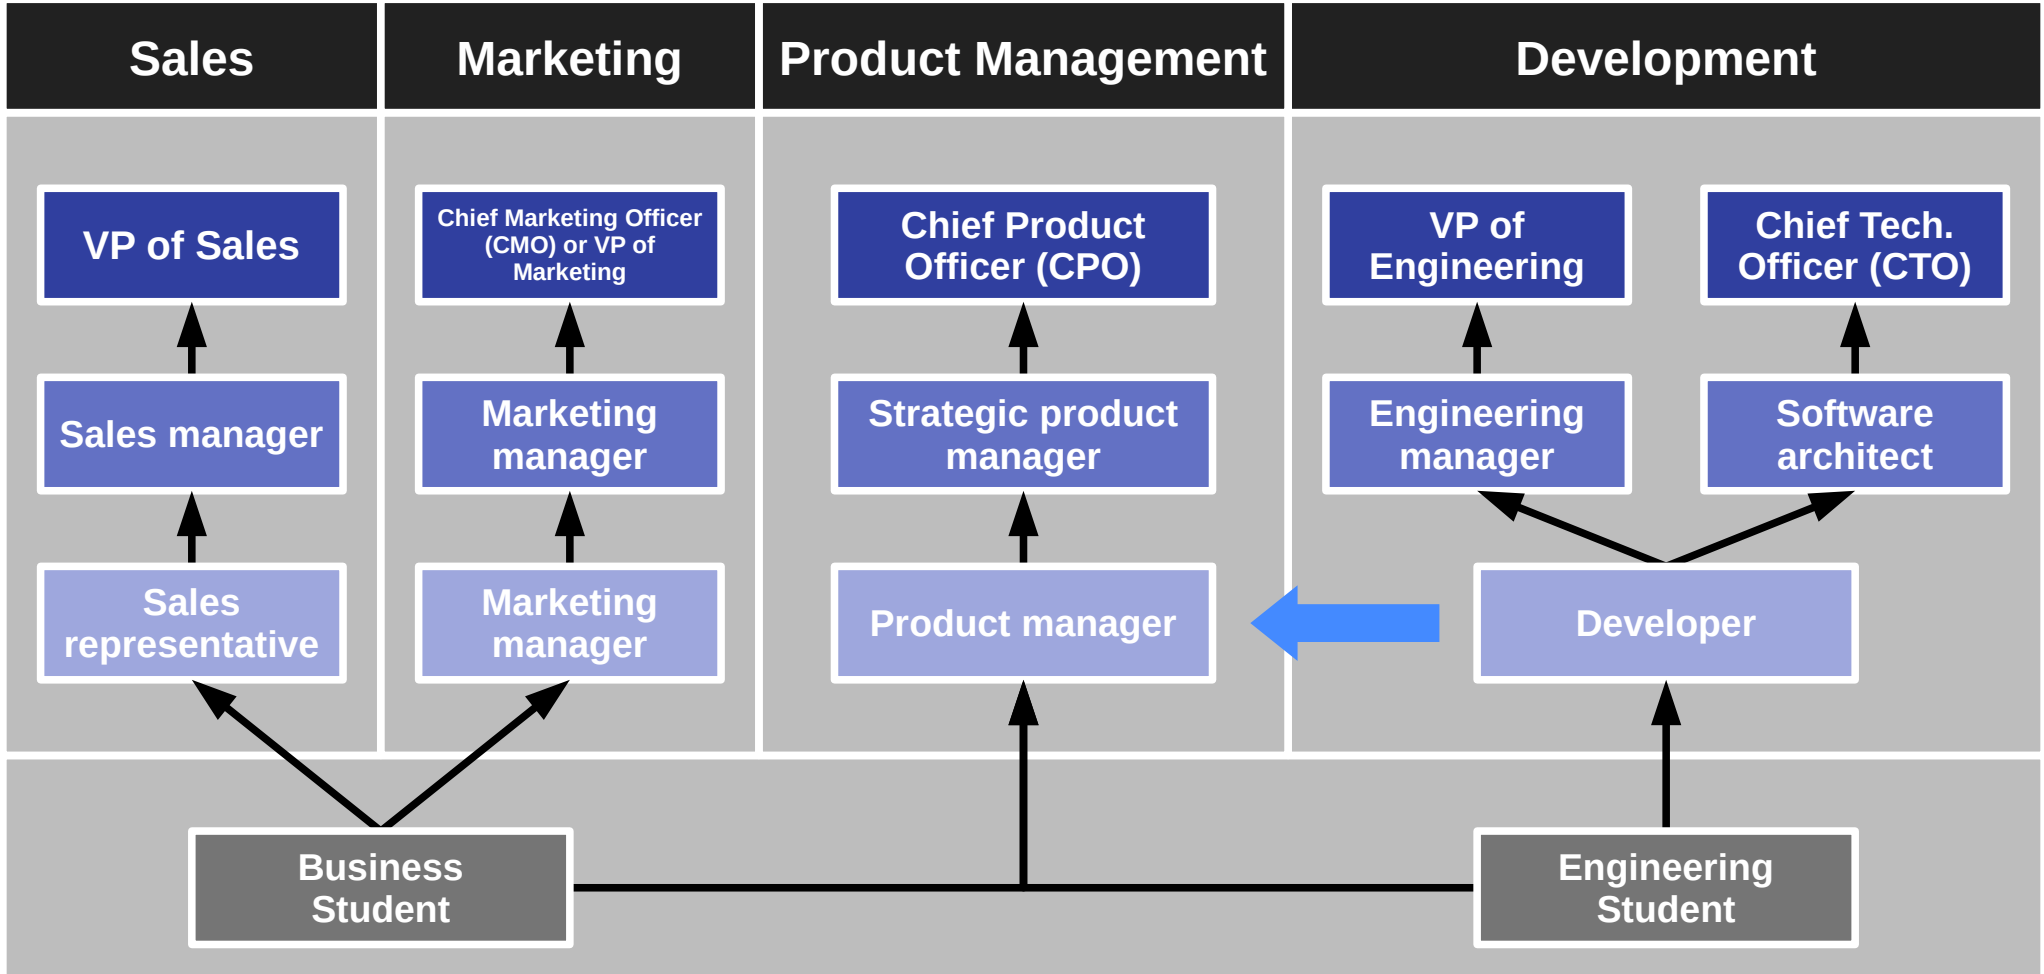 Sales
Marketing
Product Management
Development
VP of Sales
Chief Marketing Officer
(CMO) or VP of
Marketing
Chief Product
Officer (CPO)
VP of
Engineering
Chief Tech.
Officer (CTO)
Sales manager
Marketing
manager
Strategic product
manager
Engineering
manager
Software
architect
Sales
representative
Marketing
manager
Product manager
Developer
Business
Student
Engineering
Student